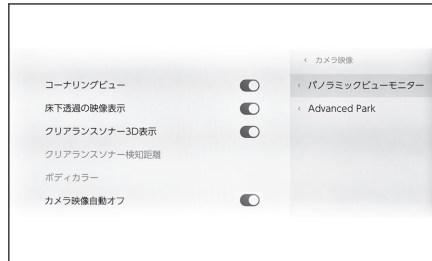 コーナリングビュー
床下透過の映像表示
クリアランスソナー3D表示
クリアランスソナー検知距離
ボディカラー
カメラ映像自動オフ
‹ カメラ映像
‹ パノラミックビューモニター
‹ Advanced Park